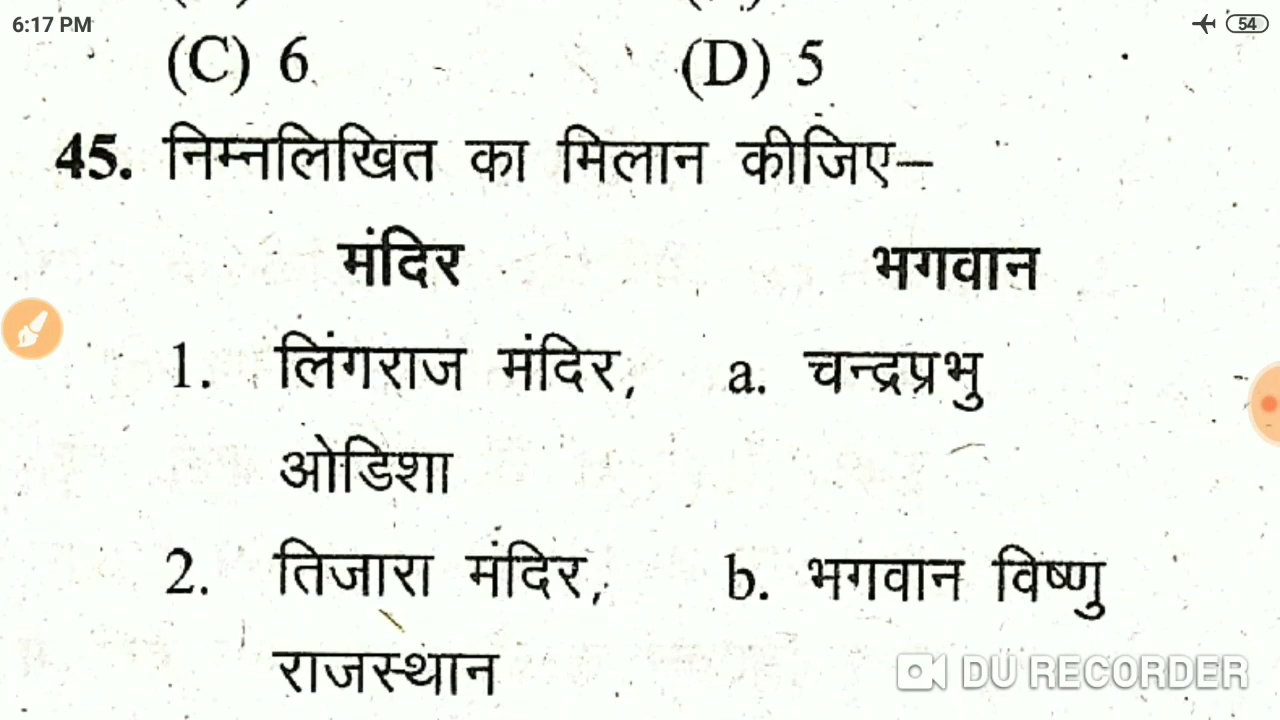 6:17 PM 54
(C) 6 (D) 5
45. निम्नलिखित का मिलान कीजिए–
मंदिर भगवान
1. लिंगराज मंदिर, a. चन्द्रप्रभु
ओडिशा
2. तिजारा मंदिर, b. भगवान विष्णु
राजस्थान
DU RECORDER